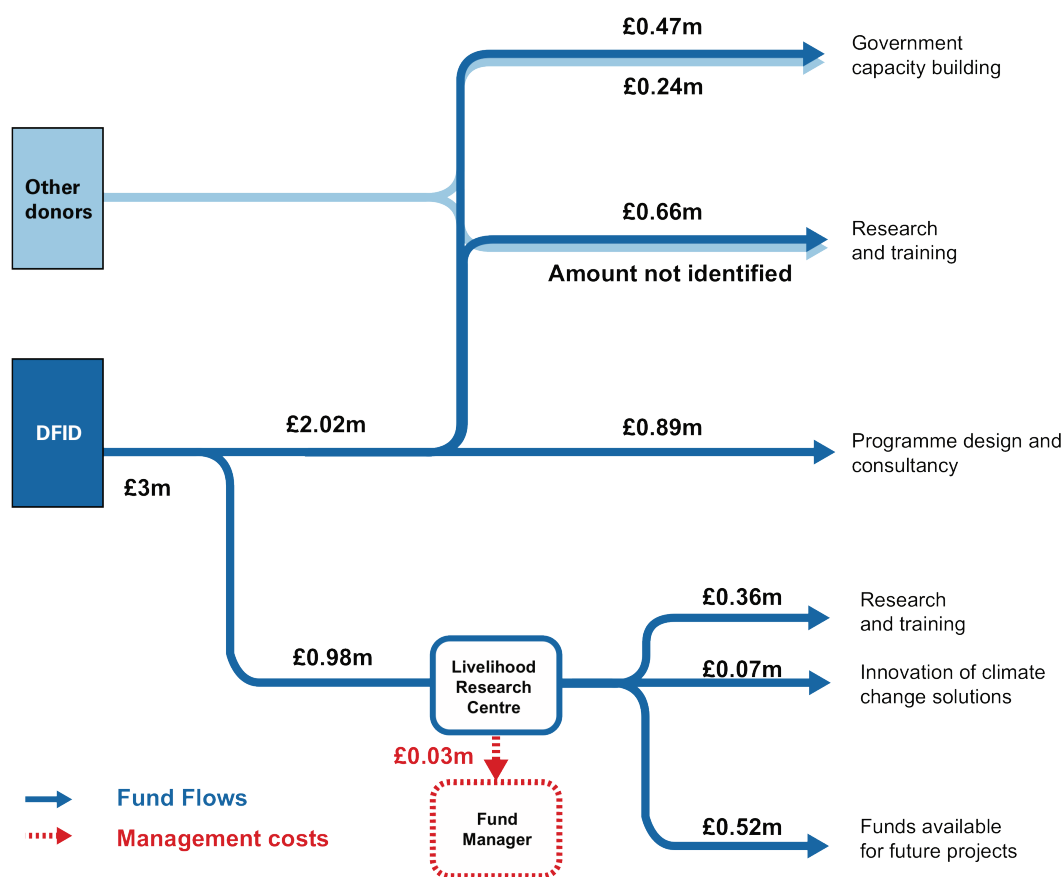 £0.47m
Government
capacity building
£0.24m
Other
donors
£0.66m
Research
and training
Amount not identified
DFID
£2.02m
£0.89m
Programme design and
consultancy
£3m
£0.36m
Research
and training
£0.98m
Livelihood
Research
Centre
£0.07m
Innovation of climate
change solutions
£0.03m
Fund Flows
Management costs
Fund
Manager
£0.52m
Funds available
for future projects